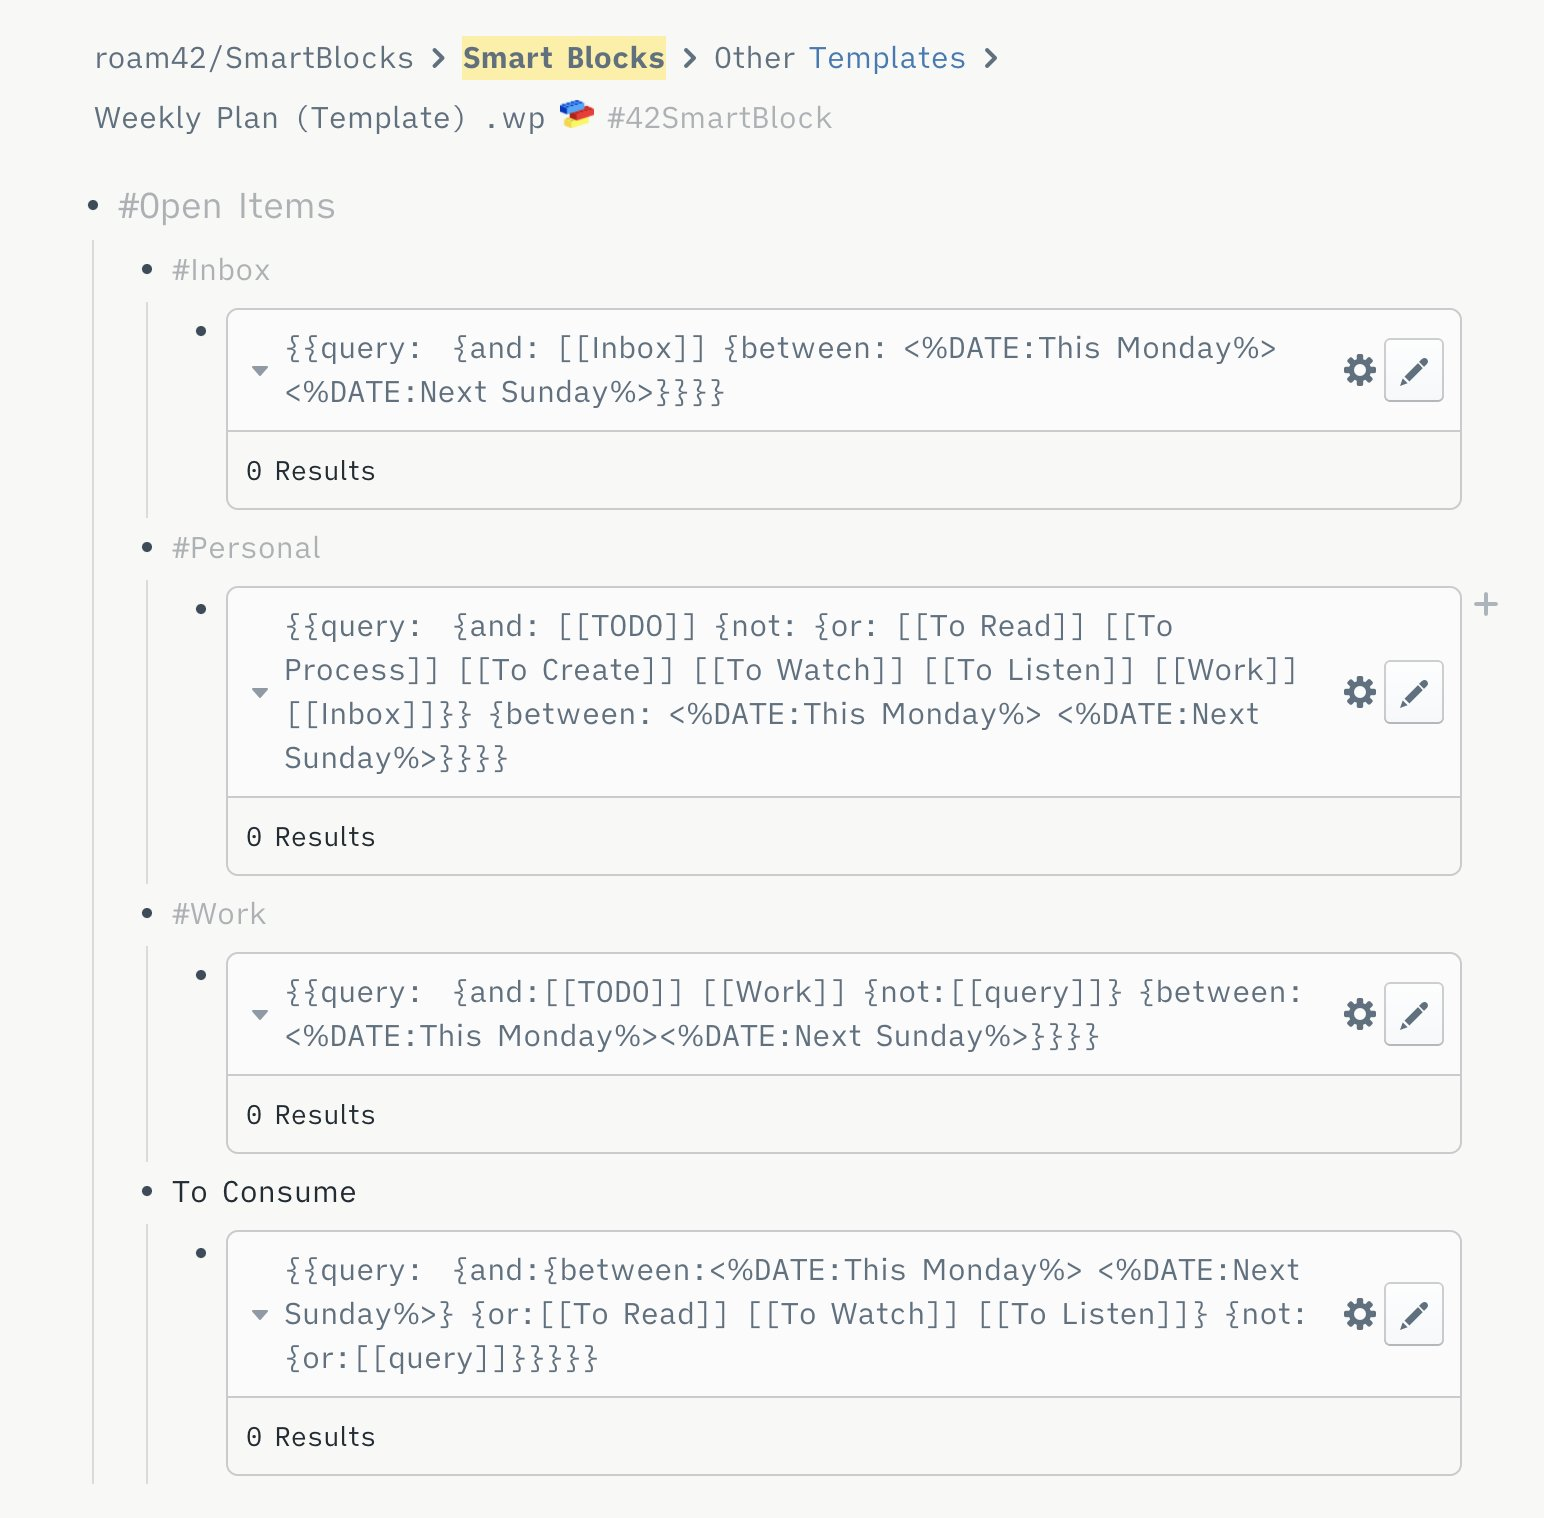 roam42/SmartBlocks > Smart Blocks > Other Templates >
Weekly Plan (Template) .wp #42SmartBlock
#Open Items
#Inbox
{{query:  {and: [[Inbox]] {between: <%DATE:This Monday%>
<%DATE:Next Sunday%>}}}}
0 Results
#Personal
{{query:  {and: [[TODO]] {not: {or: [[To Read]] [[To
Process]] [[To Create]] [[To Watch]] [[To Listen]] [[Work]]
[[Inbox]]}} {between: <%DATE:This Monday%> <%DATE:Next
Sunday%>}}}}
0 Results
#Work
{{query:  {and:[[TODO]] [[Work]] {not:[[query]]} {between:
<%DATE:This Monday%><%DATE:Next Sunday%>}}}}
0 Results
To Consume
{{query:  {and:{between:<%DATE:This Monday%> <%DATE:Next
Sunday%>} {or:[[To Read]] [[To Watch]] [[To Listen]]} {not:
{or:[[query]]}}}}}
0 Results